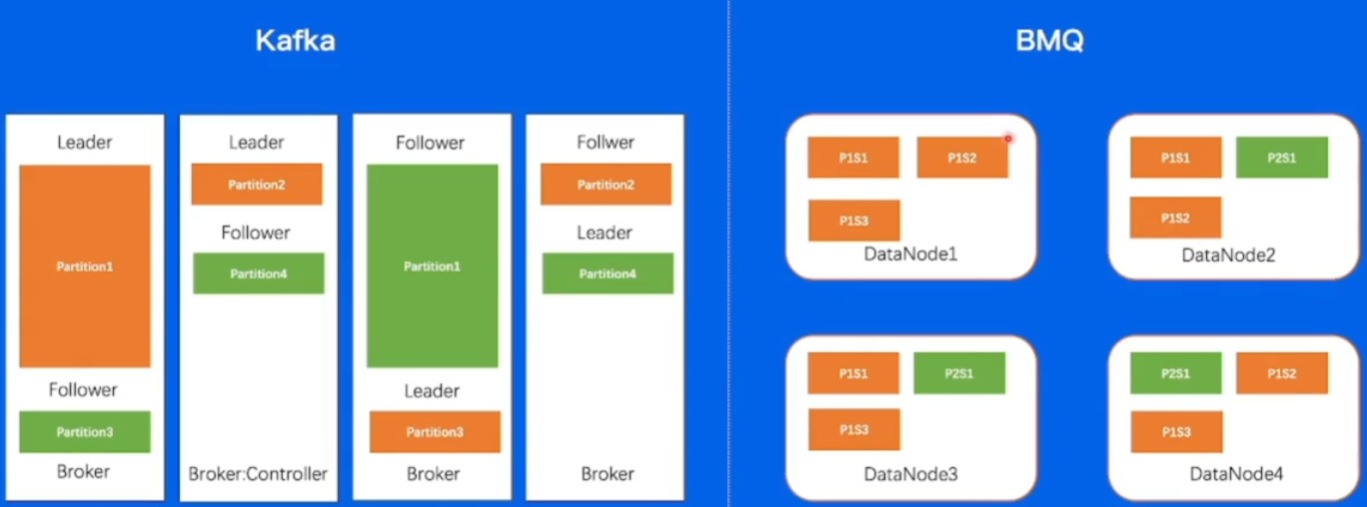 Kafka
BMQ
Leader
Partition1
Follower
Partition3
Broker
Leader
Partition2
Follower
Partition4
Broker:Controller
Follower
Partition1
Leader
Partition3
Broker
Follwer
Partition2
Leader
Partition4
Broker
P1S1
P1S2
P1S3
DataNode1
P1S1
P2S1
P1S2
DataNode2
P1S1
P2S1
P1S3
DataNode3
P2S1
P1S2
P1S3
DataNode4